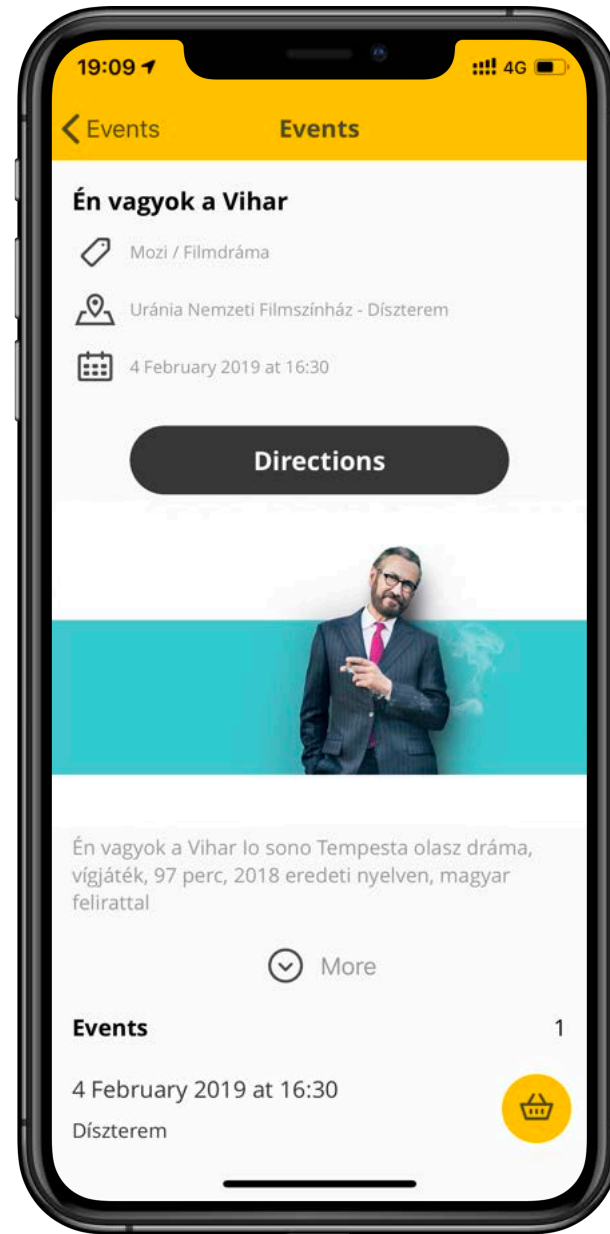 19:09
4G
Events
Events
Én vagyok a Vihar
Mozi / Filmdráma
Uránia Nemzeti Filmszínház - Díszterem
4 February 2019 at 16:30
Directions
Én vagyok a Vihar Io sono Tempesta olasz dráma,
vígjáték, 97 perc, 2018 eredeti nyelven, magyar
felirattal
More
Events 1
4 February 2019 at 16:30
Díszterem